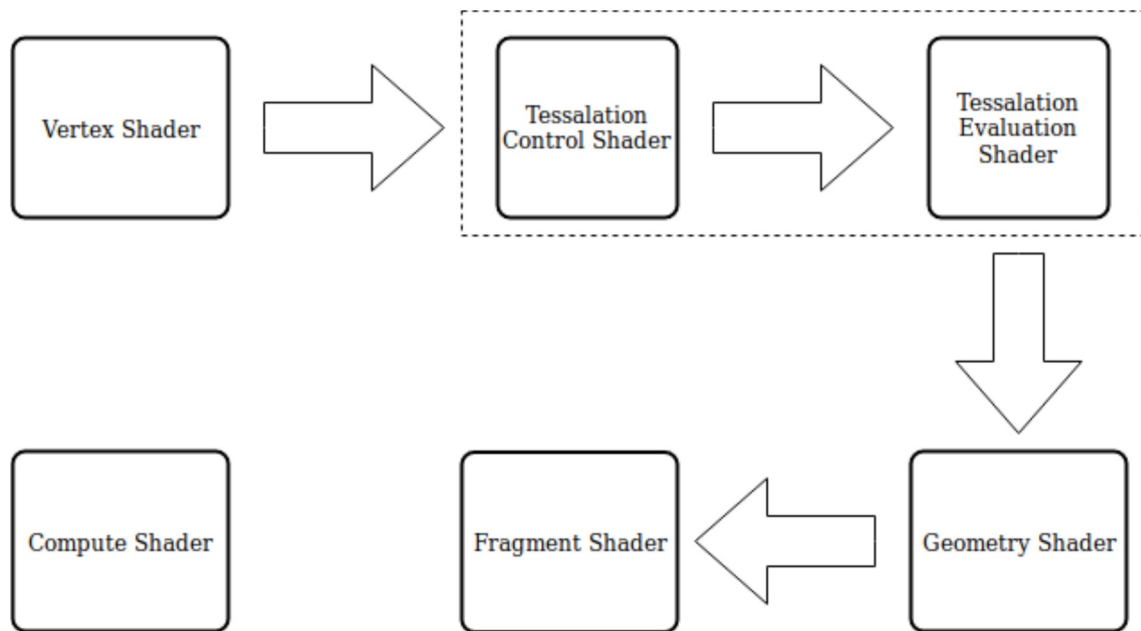 Vertex Shader
Tessalation
Control Shader
Tessalation
Evaluation
Shader
Compute Shader
Fragment Shader
Geometry Shader